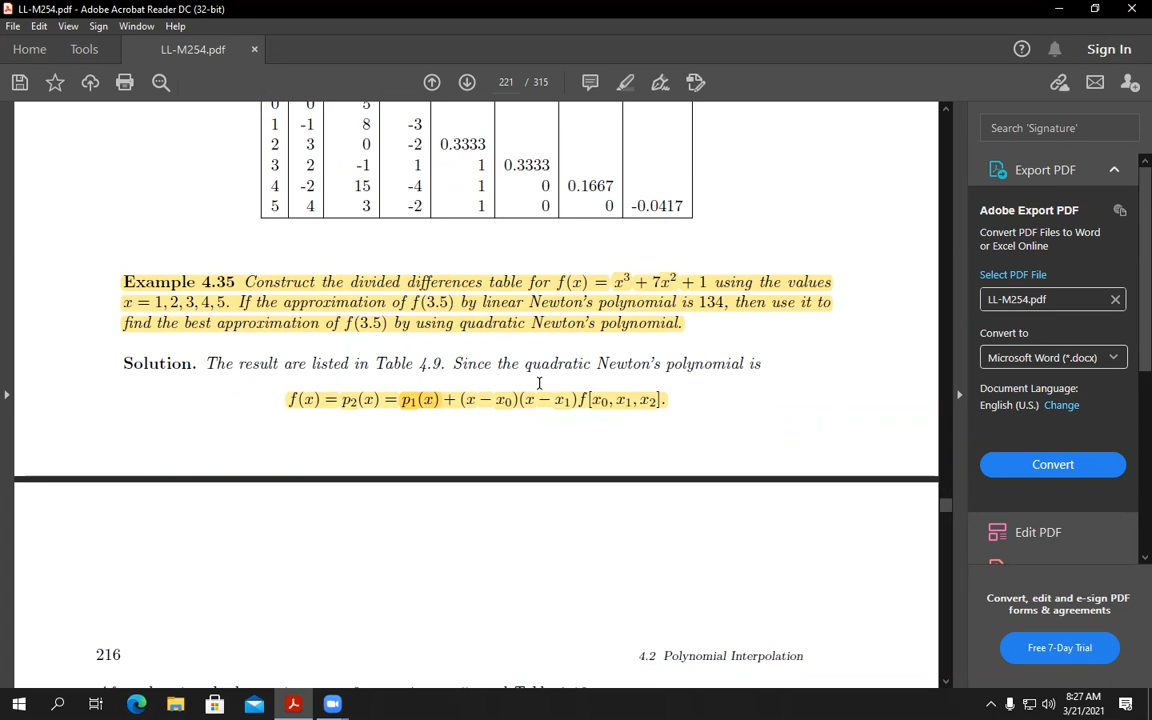 LL-M254.pdf - Adobe Acrobat Reader DC (32-bit)
File Edit View Sign Window Help
Home Tools LL-M254.pdf × Sign In
221 / 315
0 0 5
1 -1 8 -3
2 3 0 -2 0.3333
3 2 -1 1 1 0.3333
4 -2 15 -4 1 0 0.1667
5 4 3 -2 1 0 0 -0.0417
Example 4.35 Construct the divided differences table for f(x) = x³ + 7x² + 1 using the values
x = 1, 2, 3, 4, 5. If the approximation of f(3.5) by linear Newton's polynomial is 134, then use it to
find the best approximation of f(3.5) by using quadratic Newton's polynomial.
Solution. The result are listed in Table 4.9. Since the quadratic Newton's polynomial is
f(x) = p₂(x) = p₁(x) + (x − x₀)(x − x₁)f[x₀, x₁, x₂].
216 4.2 Polynomial Interpolation
Search 'Signature'
Export PDF
Adobe Export PDF
Convert PDF Files to Word
or Excel Online
Select PDF File
LL-M254.pdf
Convert to
Microsoft Word (*.docx)
Document Language:
English (U.S.) Change
Convert
Edit PDF
Convert, edit and e-sign PDF
forms & agreements
Free 7-Day Trial
8:27 AM
3/21/2021